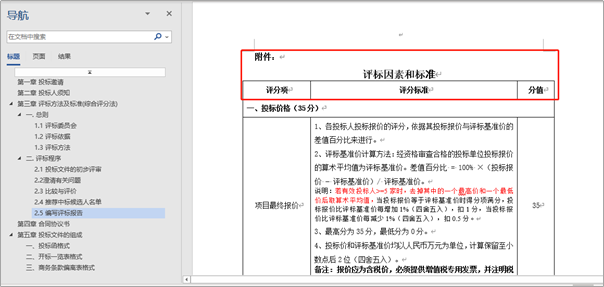 导航
在文档中搜索
标题 页面 结果
第一章 投标邀请
第二章 投标人须知
第三章 评标方法及标准(综合评分法)
一. 总则
1.1 评标委员会
1.2 评标依据
1.3 评标方法
二. 评标程序
2.1 投标文件的初步评审
2.2澄清有关问题
2.3 比较与评价
2.4 推荐中标候选人名单
2.5 编写评标报告
第四章 合同协议书
第五章 投标文件的组成
一、投标函格式
二、开标一览表格式
三、商务条款偏离表格式
附件：
评标因素和标准
评分项 评分标准 分值
一、投标价格（35分）
项目最终报价
1、各投标人投标报价的评分，依据其投标报价与评标基准价的
差值百分比来进行。
2、评标基准价计算方法：经资格审查合格的投标单位投标报价
的算术平均值为评标基准价。差值百分比 = 100% ×（投标报
价 － 评标基准价）/ 评标基准价。
说明：若有效投标人>=5家时，去掉其中的一个最高价和一个最低
价后取算术平均值，当投标报价等于评标基准价时得分项满分，投
标报价比评标基准价每增加 1%（四舍五入），扣 1 分，当投标报
价比评标基准价每减少 1%（四舍五入），扣 0.5 分。
3、最高分为 35 分，最低分为 0 分。
4、投标价和评标基准价均以人民币万元为单位，计算保留至小
数点后 2 位（四舍五入）。
备注：报价应为含税价，必须提供增值税专用发票，并注明税
35